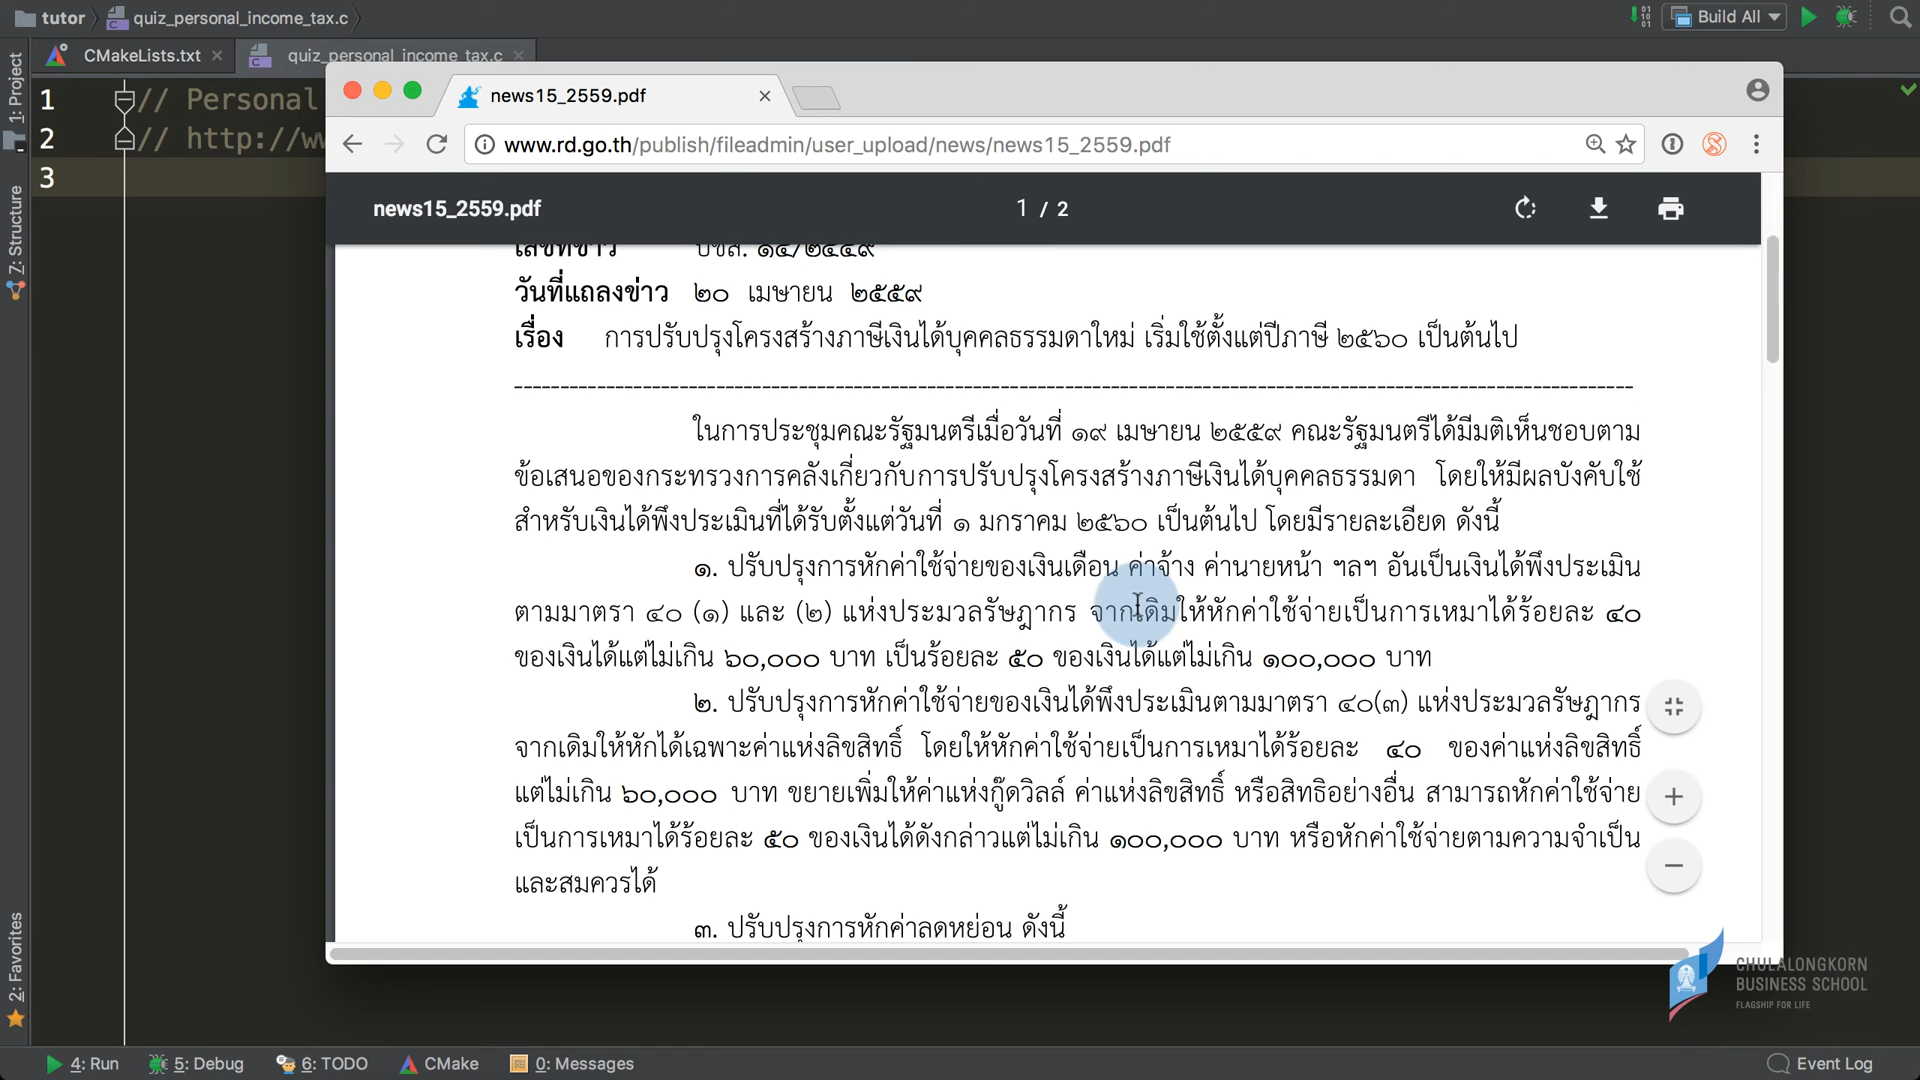 tutor quiz_personal_income_tax.c
Build All
CMakeLists.txt quiz_personal_income_tax.c
1: Project
7: Structure
2: Favorites
1 // Personal
2 // http://w
3
news15_2559.pdf
www.rd.go.th/publish/fileadmin/user_upload/news/news15_2559.pdf
news15_2559.pdf 1 / 2
เลขที่ข่าว ปชส. ๑๕/๒๕๕๙
วันที่แถลงข่าว ๒๐ เมษายน ๒๕๕๙
เรื่อง การปรับปรุงโครงสร้างภาษีเงินได้บุคคลธรรมดาใหม่ เริ่มใช้ตั้งแต่ปีภาษี ๒๕๖๐ เป็นต้นไป
ในการประชุมคณะรัฐมนตรีเมื่อวันที่ ๑๙ เมษายน ๒๕๕๙ คณะรัฐมนตรีได้มีมติเห็นชอบตาม
ข้อเสนอของกระทรวงการคลังเกี่ยวกับการปรับปรุงโครงสร้างภาษีเงินได้บุคคลธรรมดา โดยให้มีผลบังคับใช้
สำหรับเงินได้พึงประเมินที่ได้รับตั้งแต่วันที่ ๑ มกราคม ๒๕๖๐ เป็นต้นไป โดยมีรายละเอียด ดังนี้
๑. ปรับปรุงการหักค่าใช้จ่ายของเงินเดือน ค่าจ้าง ค่านายหน้า ฯลฯ อันเป็นเงินได้พึงประเมิน
ตามมาตรา ๔๐ (๑) และ (๒) แห่งประมวลรัษฎากร จากเดิมให้หักค่าใช้จ่ายเป็นการเหมาได้ร้อยละ ๔๐
ของเงินได้แต่ไม่เกิน ๖๐,๐๐๐ บาท เป็นร้อยละ ๕๐ ของเงินได้แต่ไม่เกิน ๑๐๐,๐๐๐ บาท
๒. ปรับปรุงการหักค่าใช้จ่ายของเงินได้พึงประเมินตามมาตรา ๔๐(๓) แห่งประมวลรัษฎากร
จากเดิมให้หักได้เฉพาะค่าแห่งลิขสิทธิ์ โดยให้หักค่าใช้จ่ายเป็นการเหมาได้ร้อยละ ๔๐ ของค่าแห่งลิขสิทธิ์
แต่ไม่เกิน ๖๐,๐๐๐ บาท ขยายเพิ่มให้ค่าแห่งกู๊ดวิลล์ ค่าแห่งลิขสิทธิ์ หรือสิทธิอย่างอื่น สามารถหักค่าใช้จ่าย
เป็นการเหมาได้ร้อยละ ๕๐ ของเงินได้ดังกล่าวแต่ไม่เกิน ๑๐๐,๐๐๐ บาท หรือหักค่าใช้จ่ายตามความจำเป็น
และสมควรได้
๓. ปรับปรุงการหักค่าลดหย่อน ดังนี้
CHULALONGKORN
BUSINESS SCHOOL
FLAGSHIP FOR LIFE
4: Run 5: Debug 6: TODO CMake 0: Messages Event Log